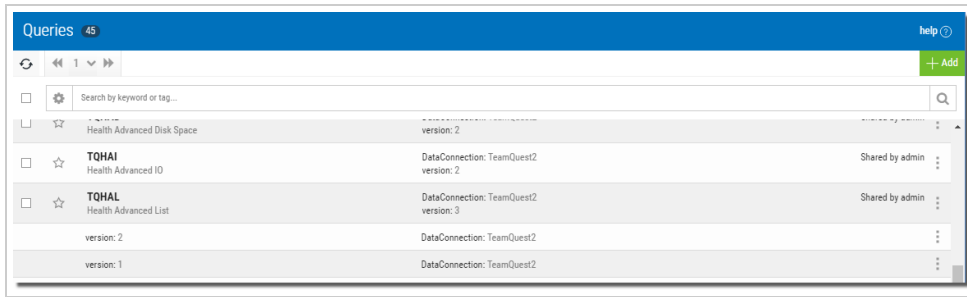 Queries 45
help ?
1
+ Add
Search by keyword or tag...
Health Advanced Disk Space
version: 2
TQHAI
Health Advanced IO
DataConnection: TeamQuest2
version: 2
Shared by admin
TQHAL
Health Advanced List
DataConnection: TeamQuest2
version: 3
Shared by admin
version: 2
DataConnection: TeamQuest2
version: 1
DataConnection: TeamQuest2